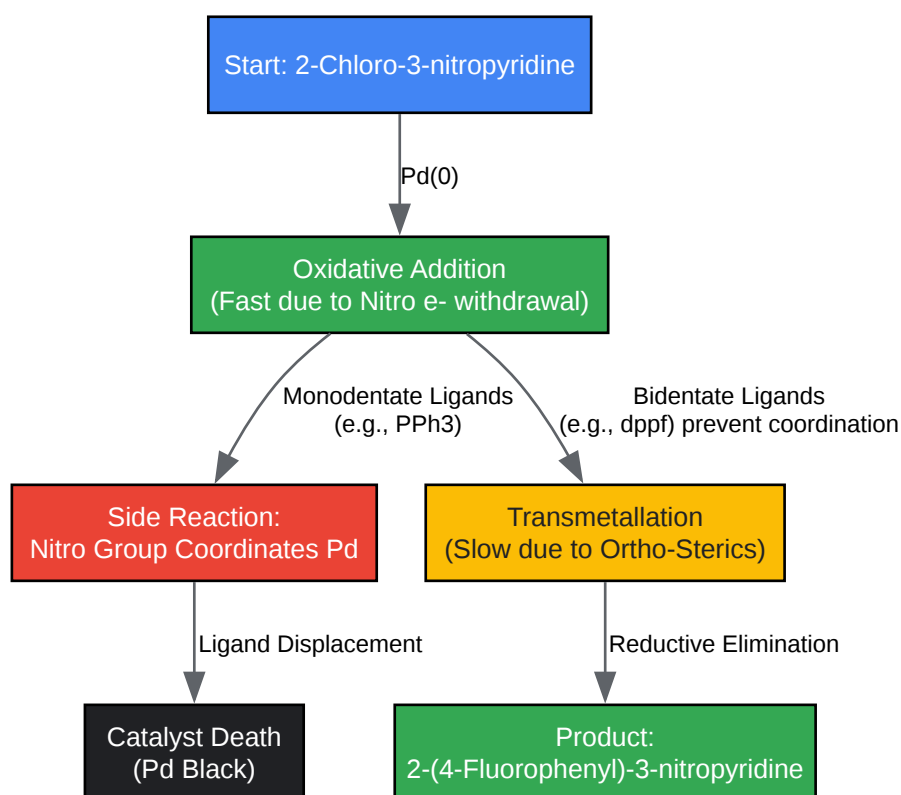 Start: 2-Chloro-3-nitropyridine
Pd(0)
Oxidative Addition
(Fast due to Nitro e- withdrawal)
Monodentate Ligands
(e.g., PPh3)
Bidentate Ligands
(e.g., dppf) prevent coordination
Side Reaction:
Nitro Group Coordinates Pd
Transmetallation
(Slow due to Ortho-Sterics)
Ligand Displacement
Reductive Elimination
Catalyst Death
(Pd Black)
Product:
2-(4-Fluorophenyl)-3-nitropyridine